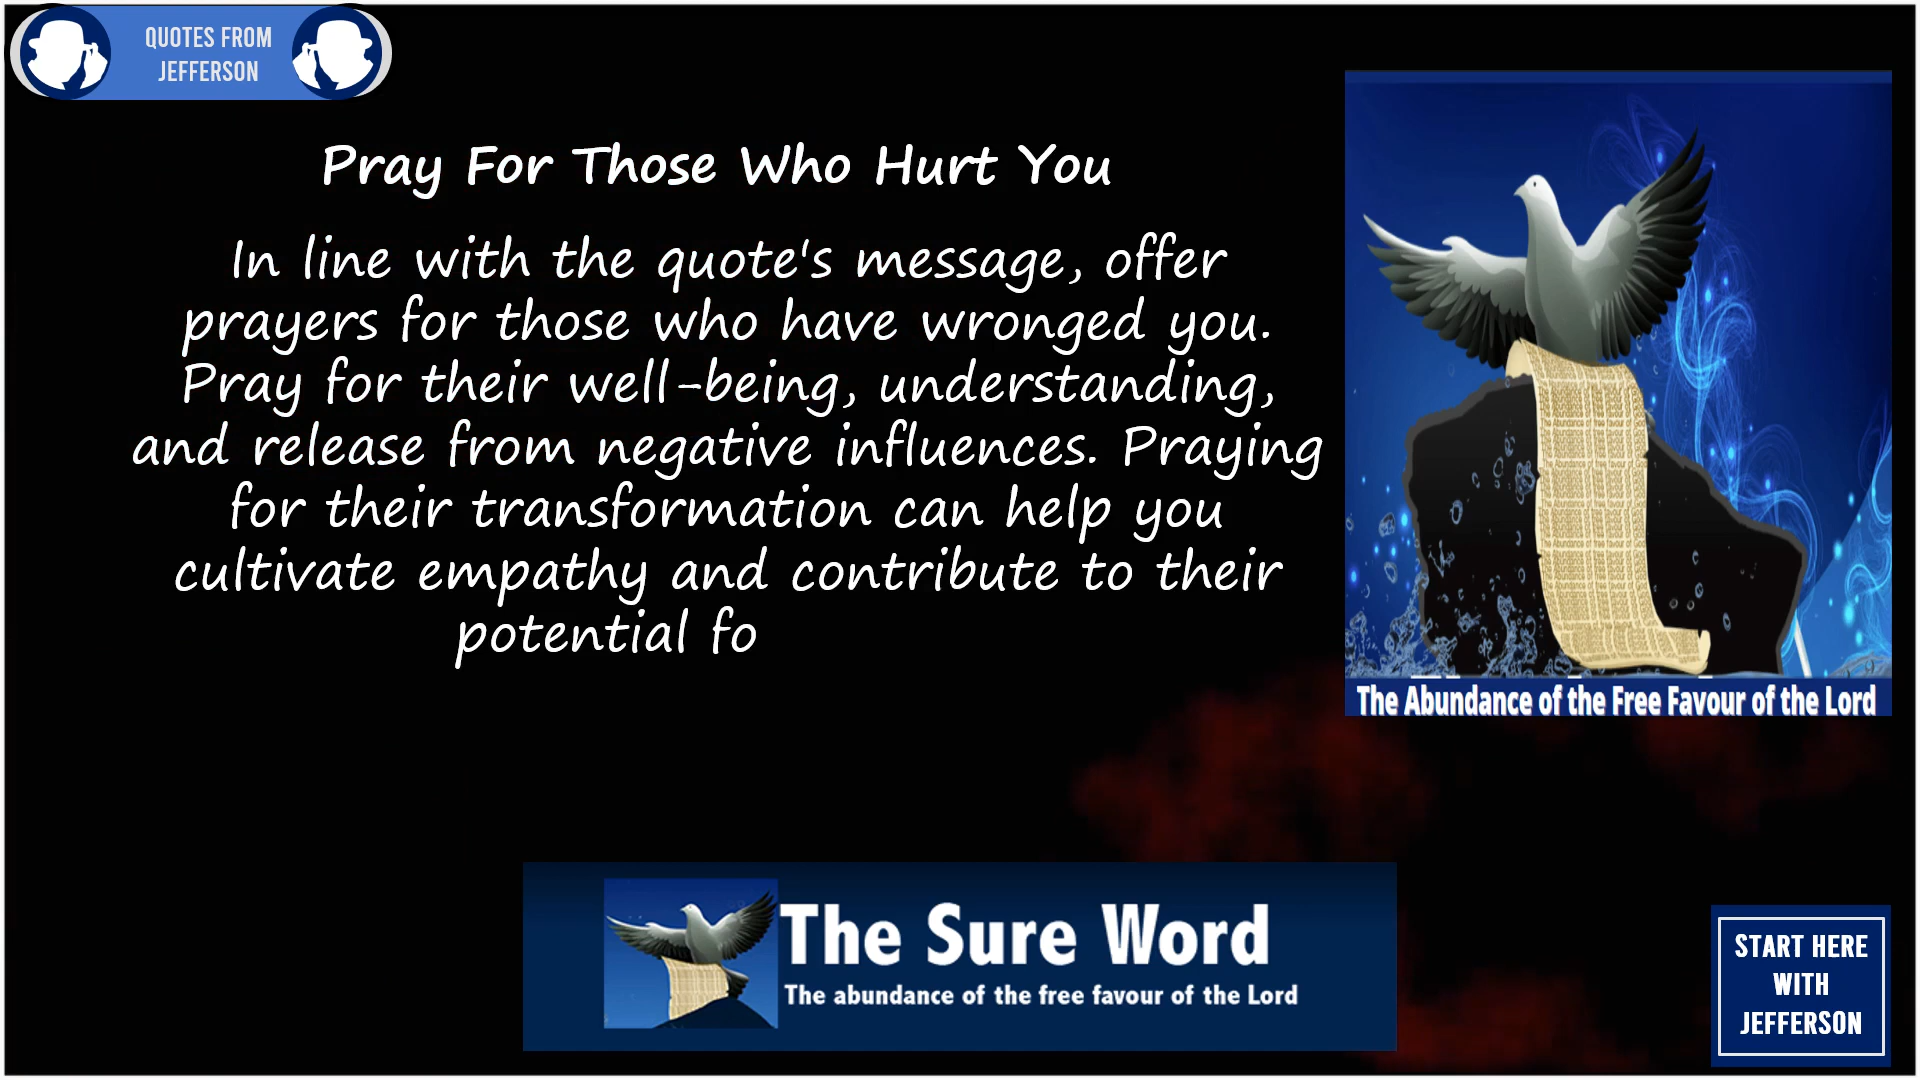 QUOTES FROM
JEFFERSON
Pray For Those Who Hurt You
In line with the quote's message, offer
prayers for those who have wronged you.
Pray for their well-being, understanding,
and release from negative influences. Praying
for their transformation can help you
cultivate empathy and contribute to their
potential fo
The Abundance of the Free Favour of the Lord
The Sure Word
The abundance of the free favour of the Lord
START HERE
WITH
JEFFERSON